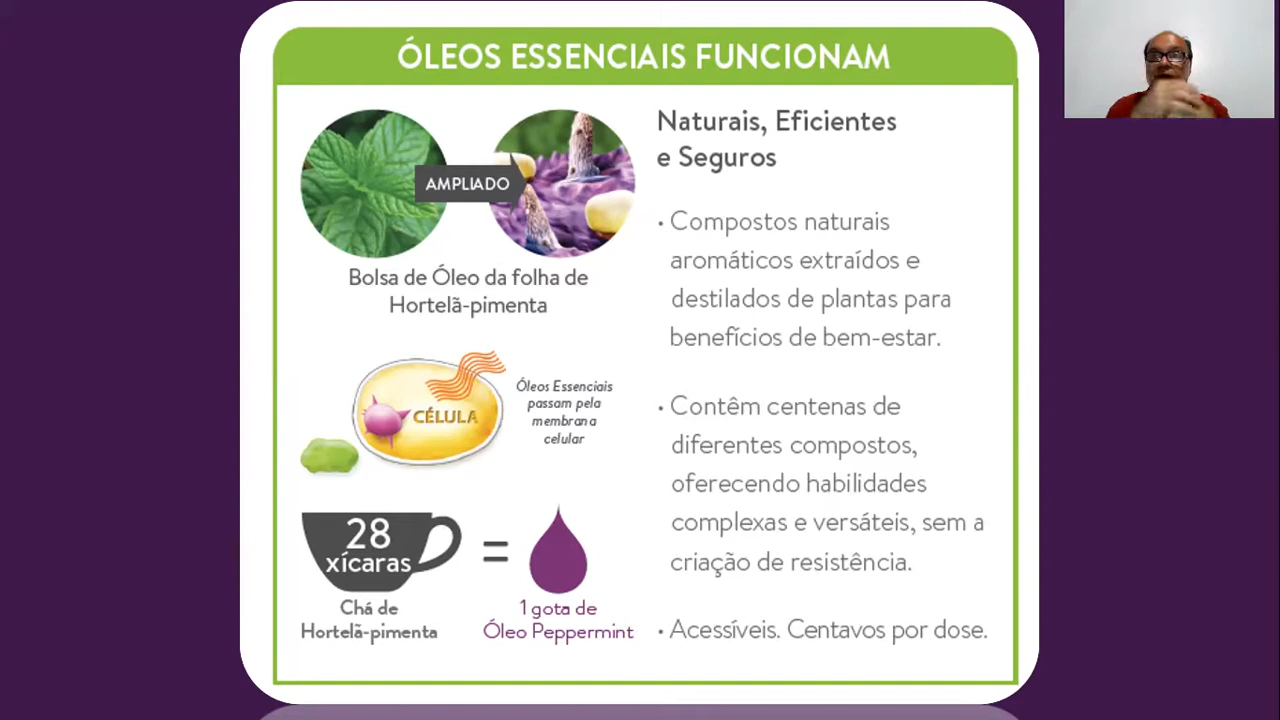 ÓLEOS ESSENCIAIS FUNCIONAM
AMPLIADO
Bolsa de Óleo da folha de
Hortelã-pimenta
CÉLULA
Óleos Essenciais
passam pela
membrana
celular
28
xícaras
=
Chá de
Hortelã-pimenta
1 gota de
Óleo Peppermint
Naturais, Eficientes
e Seguros
• Compostos naturais
aromáticos extraídos e
destilados de plantas para
benefícios de bem-estar.
• Contêm centenas de
diferentes compostos,
oferecendo habilidades
complexas e versáteis, sem a
criação de resistência.
• Acessíveis. Centavos por dose.